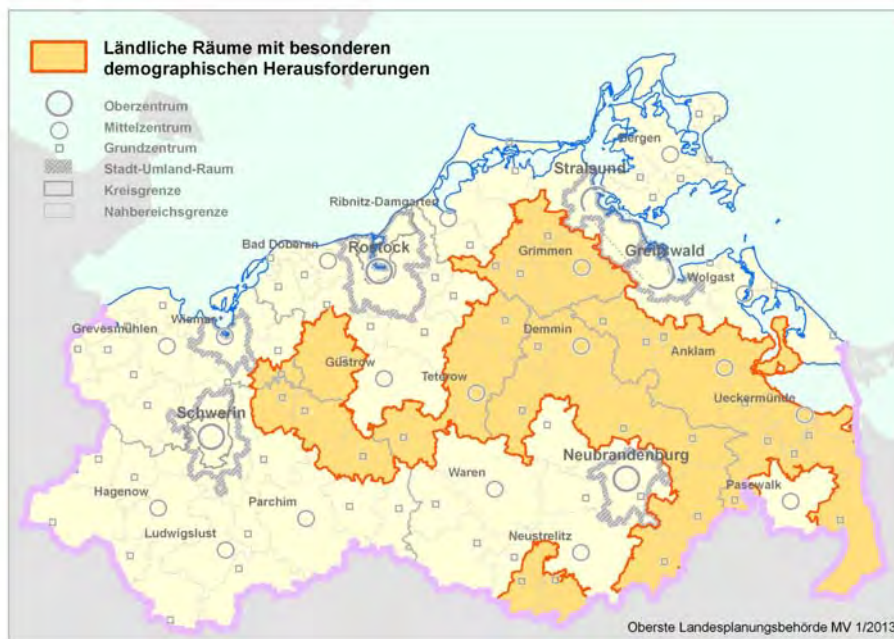 Ländliche Räume mit besonderen
demographischen Herausforderungen
Oberzentrum
Mittelzentrum
Grundzentrum
Stadt-Umland-Raum
Kreisgrenze
Nahbereichsgrenze
Bergen
Stralsund
Ribnitz-Damgarten
Bad Doberan
Rostock
Grimmen
Greifswald
Wolgast
Wismar
Grevesmühlen
Demmin
Anklam
Güstrow
Teterow
Ueckermünde
Schwerin
Neubrandenburg
Waren
Pasewalk
Hagenow
Parchim
Ludwigslust
Neustrelitz
Oberste Landesplanungsbehörde MV 1/2013